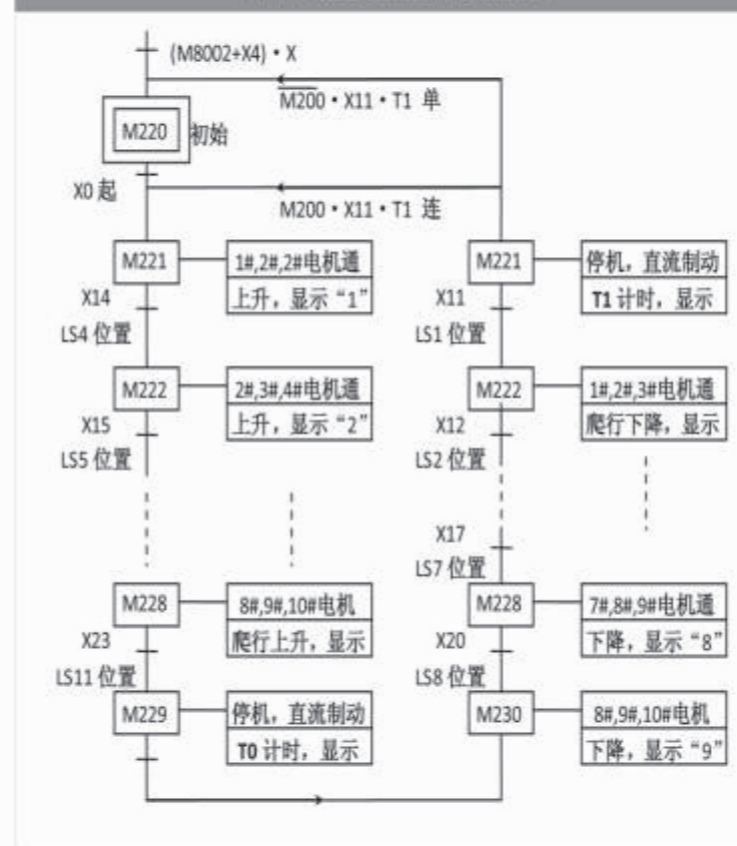 (M8002+X4)·X
M200·X11·T1 单
M220
初始
X0 起
M200·X11·T1 连
M221
1#,2#,2#电机通
上升，显示“1”
X14
LS4 位置
M222
2#,3#,4#电机通
上升，显示“2”
X15
LS5 位置
M228
8#,9#,10#电机
爬行上升，显示
X23
LS11 位置
M229
停机，直流制动
T0 计时，显示
M221
停机，直流制动
T1 计时，显示
X11
LS1 位置
M222
1#,2#,3#电机通
爬行下降，显示
X12
LS2 位置
X17
LS7 位置
M228
7#,8#,9#电机通
下降，显示“8”
X20
LS8 位置
M230
8#,9#,10#电机
下降，显示“9”